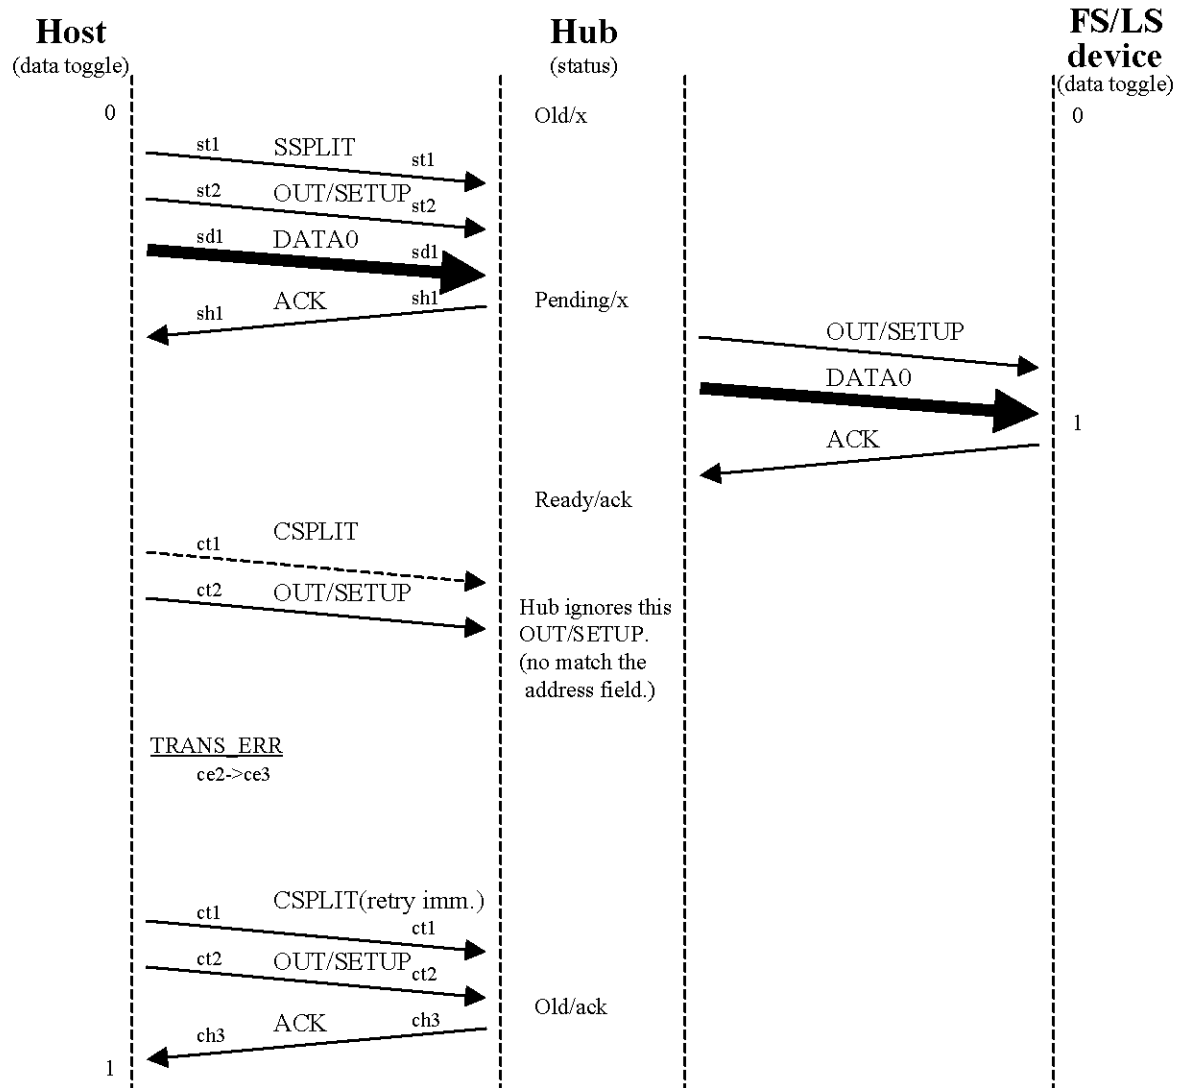 Host
(data toggle)
Hub
(status)
FS/LS
device
(data toggle)
0
Old/x
0
st1
SSPLIT
st1
st2
OUT/SETUP
st2
sd1
DATA0
sd1
ACK
sh1
sh1
Pending/x
OUT/SETUP
DATA0
1
ACK
Ready/ack
CSPLIT
ct1
ct2
OUT/SETUP
Hub ignores this
OUT/SETUP.
(no match the
address field.)
TRANS_ERR
ce2->ce3
CSPLIT(retry imm.)
ct1
ct1
ct2
OUT/SETUP
ct2
Old/ack
ACK
ch3
ch3
1